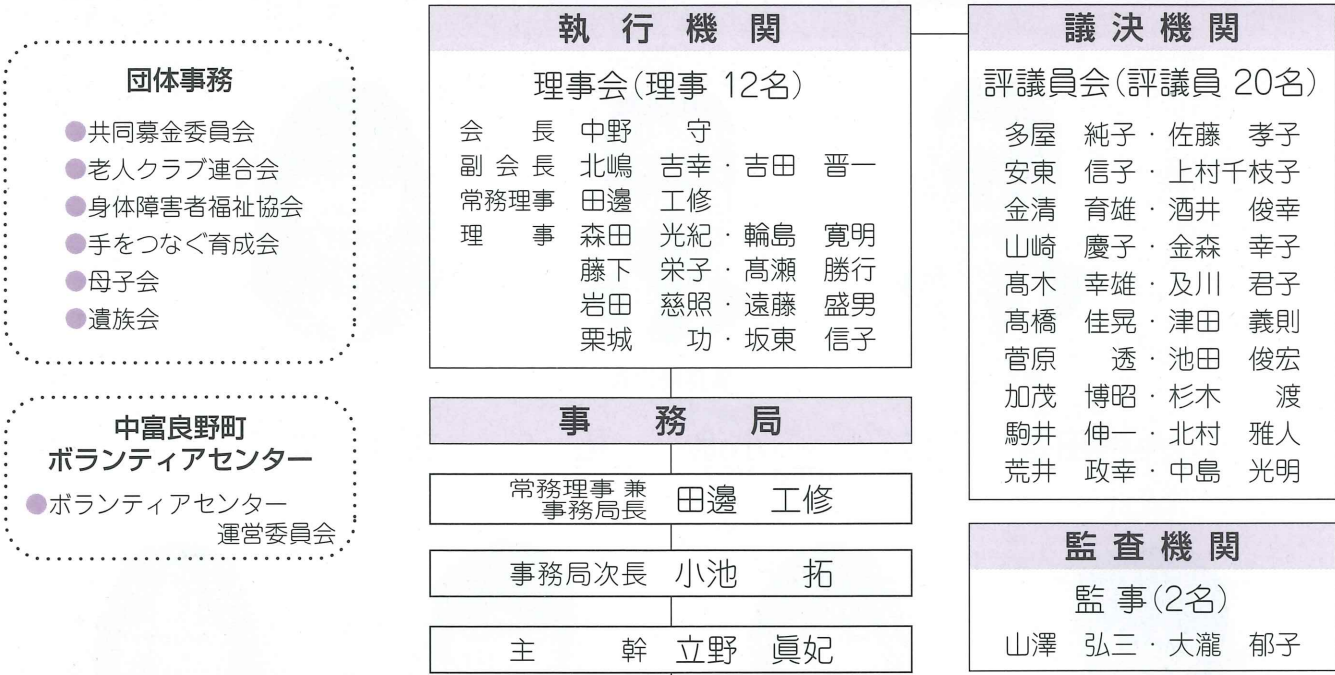 団体事務
●共同募金委員会
●老人クラブ連合会
●身体障害者福祉協会
●手をつなぐ育成会
●母子会
●遺族会
中富良野町
ボランティアセンター
●ボランティアセンター
運営委員会
執行機関
理事会(理事 12名)
会　　長　中野　　守
副 会 長　北嶋　吉幸・吉田　晋一
常務理事　田邊　工修
理　　事　森田　光紀・輪島　寛明
藤下　栄子・髙瀬　勝行
岩田　慈照・遠藤　盛男
栗城　　功・坂東　信子
事務局
常務理事 兼
事務局長　田邊　工修
事務局次長　小池　　拓
主　　幹　立野　眞妃
議決機関
評議員会(評議員 20名)
多屋　純子・佐藤　孝子
安東　信子・上村千枝子
金清　育雄・酒井　俊幸
山崎　慶子・金森　幸子
髙木　幸雄・及川　君子
髙橋　佳晃・津田　義則
菅原　　透・池田　俊宏
加茂　博昭・杉木　　渡
駒井　伸一・北村　雅人
荒井　政幸・中島　光明
監査機関
監 事(2名)
山澤　弘三・大瀧　郁子